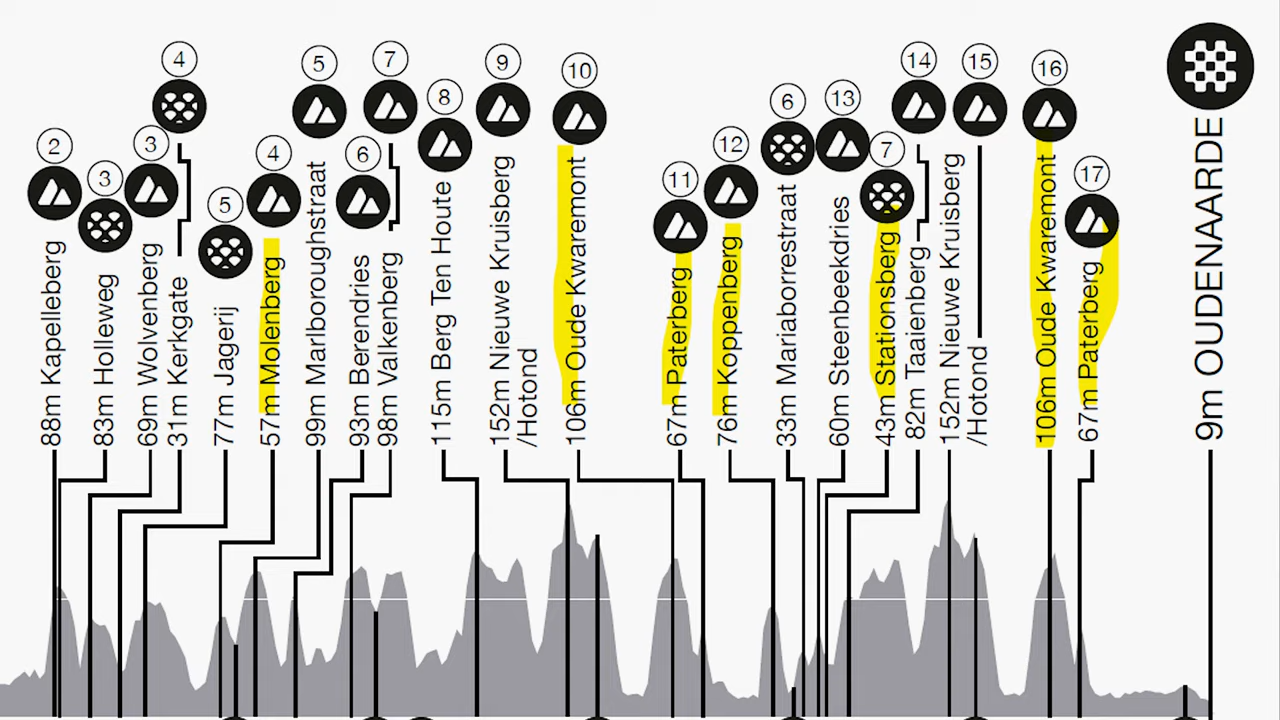 2
88m Kapelleberg
3
83m Holleweg
3
69m Wolvenberg
4
31m Kerkgate
5
77m Jagerij
4
57m Molenberg
5
99m Marlboroughstraat
6
93m Berendries
7
98m Valkenberg
8
115m Berg Ten Houte
9
152m Nieuwe Kruisberg
/Hotond
10
106m Oude Kwaremont
11
67m Paterberg
12
76m Koppenberg
6
33m Mariaborrestraat
13
60m Steenbeekdries
7
43m Stationsberg
14
82m Taaienberg
15
152m Nieuwe Kruisberg
/Hotond
16
106m Oude Kwaremont
17
67m Paterberg
9m OUDENAARDE